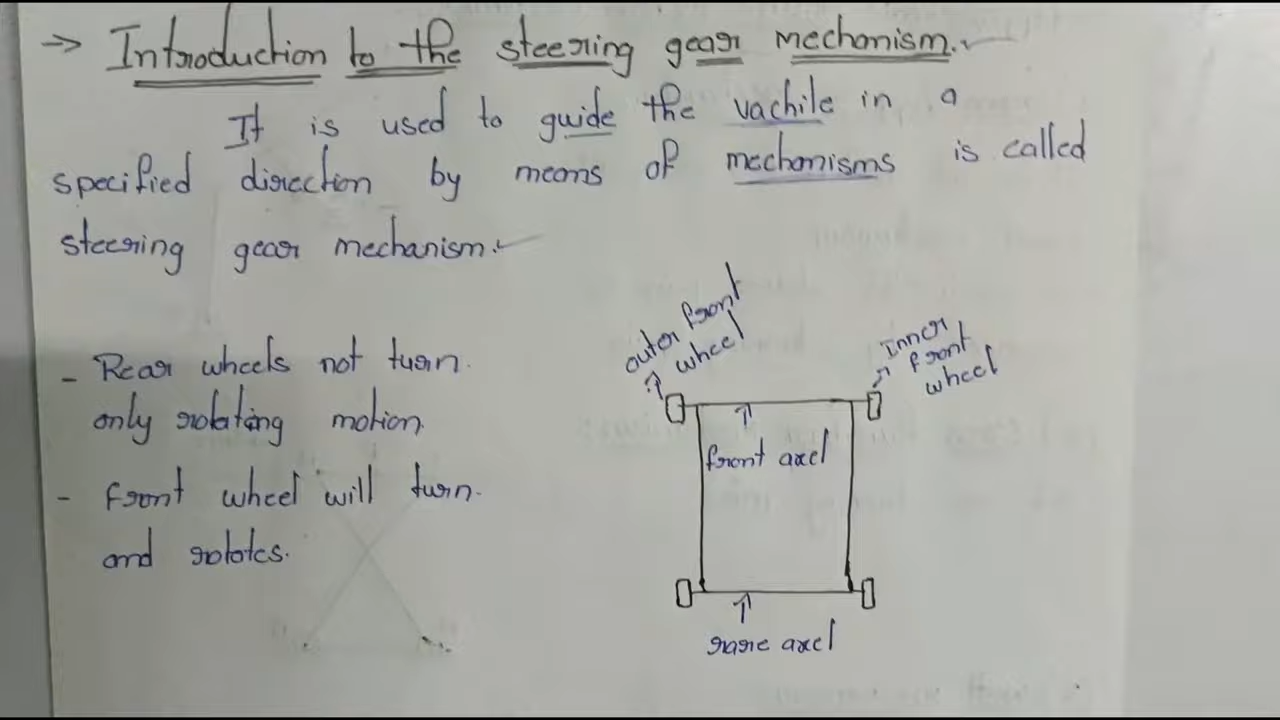 → Introduction to the steering gear mechanism.
It is used to guide the vachile in a
specified direction by means of mechanisms is called
steering gear mechanism.
- Rear wheels not turn.
only rotating motion.
- front wheel will turn.
and rotates.
outer front
wheel
Inner
front
wheel
front axel
rare axel